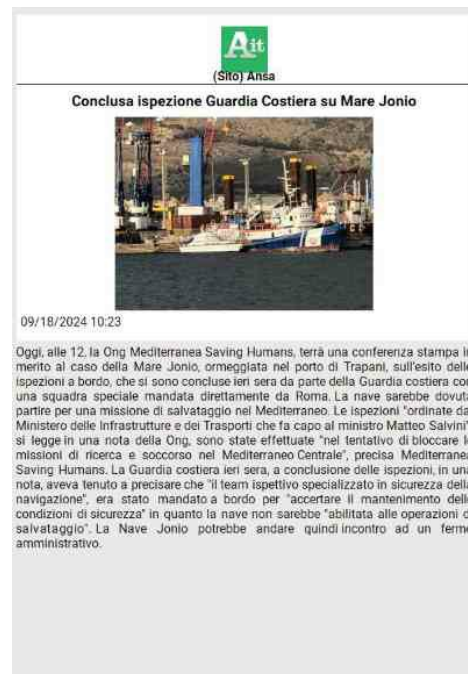 Ait
(Sito) Ansa
Conclusa ispezione Guardia Costiera su Mare Jonio
09/18/2024 10:23
Oggi, alle 12, la Ong Mediterranea Saving Humans, terrà una conferenza stampa in
merito al caso della Mare Jonio, ormeggiata nel porto di Trapani, sull'esito delle
ispezioni a bordo, che si sono concluse ieri sera da parte della Guardia costiera con
una squadra speciale mandata direttamente da Roma. La nave sarebbe dovuta
partire per una missione di salvataggio nel Mediterraneo. Le ispezioni "ordinate dal
Ministero delle Infrastrutture e dei Trasporti che fa capo al ministro Matteo Salvini"
si legge in una nota della Ong, sono state effettuate "nel tentativo di bloccare le
missioni di ricerca e soccorso nel Mediterraneo Centrale", precisa Mediterranea
Saving Humans. La Guardia costiera ieri sera, a conclusione delle ispezioni, in una
nota, aveva tenuto a precisare che "il team ispettivo specializzato in sicurezza della
navigazione", era stato mandato a bordo per "accertare il mantenimento delle
condizioni di sicurezza" in quanto la nave non sarebbe "abilitata alle operazioni di
salvataggio". La Nave Jonio potrebbe andare quindi incontro ad un fermo
amministrativo.